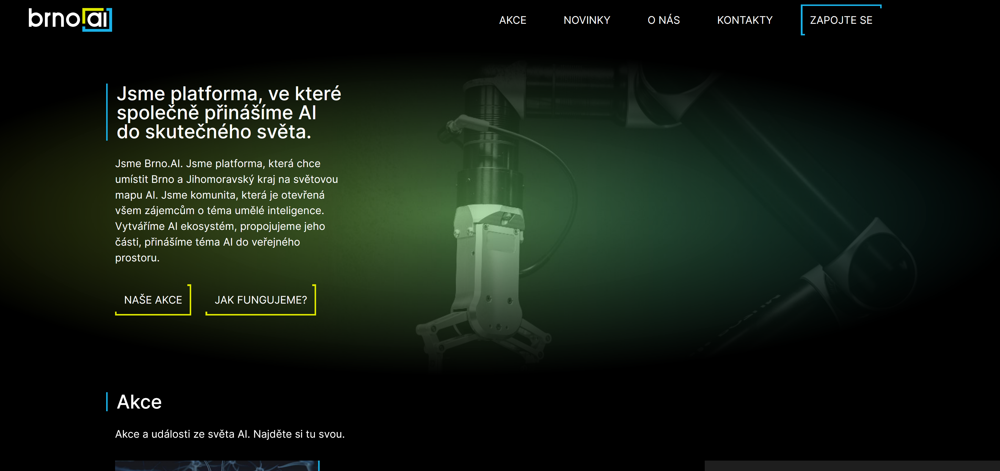 brno.ai
AKCE
NOVINKY
O NÁS
KONTAKTY
ZAPOJTE SE
Jsme platforma, ve které
společně přinášíme AI
do skutečného světa.
Jsme Brno.AI. Jsme platforma, která chce
umístit Brno a Jihomoravský kraj na světovou
mapu AI. Jsme komunita, která je otevřená
všem zájemcům o téma umělé inteligence.
Vytváříme AI ekosystém, propojujeme jeho
části, přinášíme téma AI do veřejného
prostoru.
NAŠE AKCE
JAK FUNGUJEME?
Akce
Akce a události ze světa AI. Najděte si tu svou.